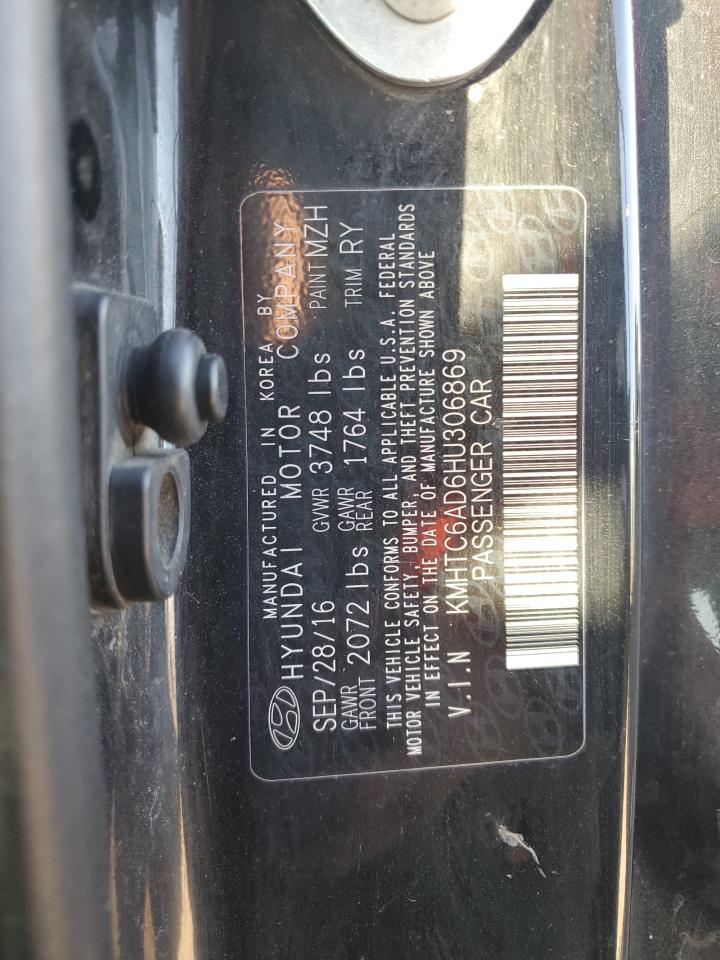 MANUFACTURED IN KOREA BY
HYUNDAI MOTOR COMPANY
SEP/28/16 GVWR 3748 lbs PAINT MZH
GAWR FRONT 2072 lbs GAWR REAR 1764 lbs TRIM RY
THIS VEHICLE CONFORMS TO ALL APPLICABLE U.S.A. FEDERAL
MOTOR VEHICLE SAFETY, BUMPER, AND THEFT PREVENTION STANDARDS
IN EFFECT ON THE DATE OF MANUFACTURE SHOWN ABOVE
V.I.N KMHTC6AD6HU306869
PASSENGER CAR